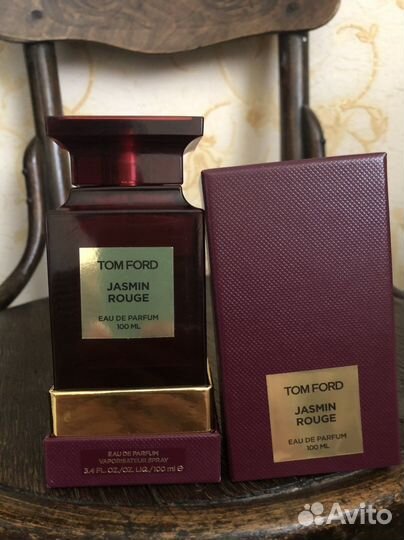 TOM FORD
JASMIN
ROUGE
EAU DE PARFUM
100 ML
EAU DE PARFUM
VAPORISATEUR SPRAY
3.4 FL. OZ./OZ. LIQ./100 ml ℮
TOM FORD
JASMIN
ROUGE
EAU DE PARFUM
100 ML
Avito